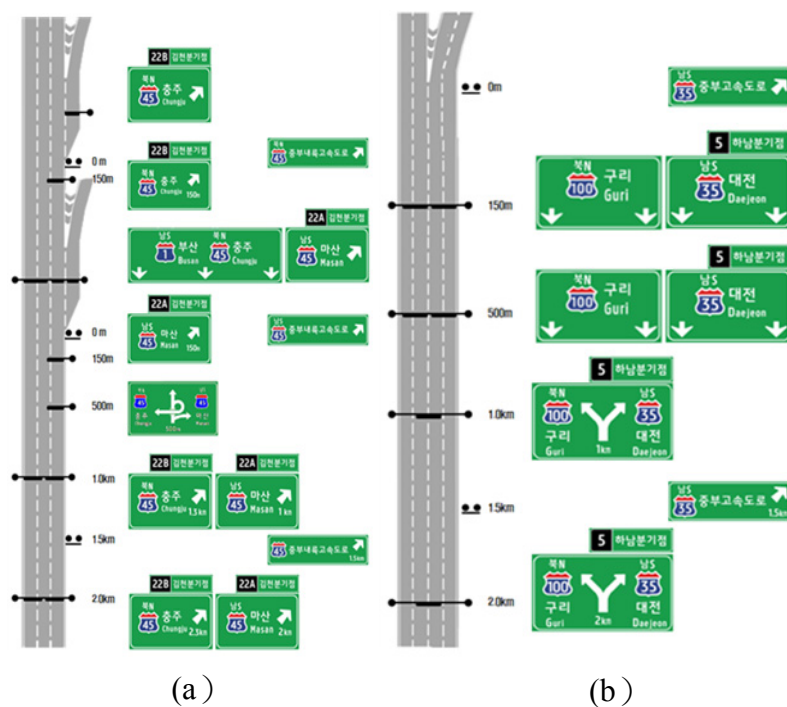 22B 김천분기점
북N
45 충주
Chungju
22B 김천분기점
북N
45 충주
Chungju 150m
북N
45 중부내륙고속도로
0m
150m
22A 김천분기점
남S
1 부산
Busan
북N
45 충주
Chungju
남S
45 마산
Masan
22A 김천분기점
남S
45 마산
Masan 150m
남S
45 중부내륙고속도로
0m
150m
500m
45
충주
Chungju
45
마산
Masan
500m
1.0km
22B 김천분기점
북N
45 충주
Chungju 1.5km
22A 김천분기점
남S
45 마산
Masan 1km
1.5km
45 중부내륙고속도로
1.5km
2.0km
22B 김천분기점
북N
45 충주
Chungju 2.5km
22A 김천분기점
남S
45 마산
Masan 2km
(a)
0m
남S
35 중부고속도로
150m
5 하남분기점
북N
100 구리
Guri
남S
35 대전
Daejeon
500m
5 하남분기점
북N
100 구리
Guri
남S
35 대전
Daejeon
1.0km
5 하남분기점
북N
100
구리
Guri
1km
남S
35
대전
Daejeon
1.5km
남S
35 중부고속도로
1.5km
2.0km
5 하남분기점
북N
100
구리
Guri
2km
남S
35
대전
Daejeon
(b)